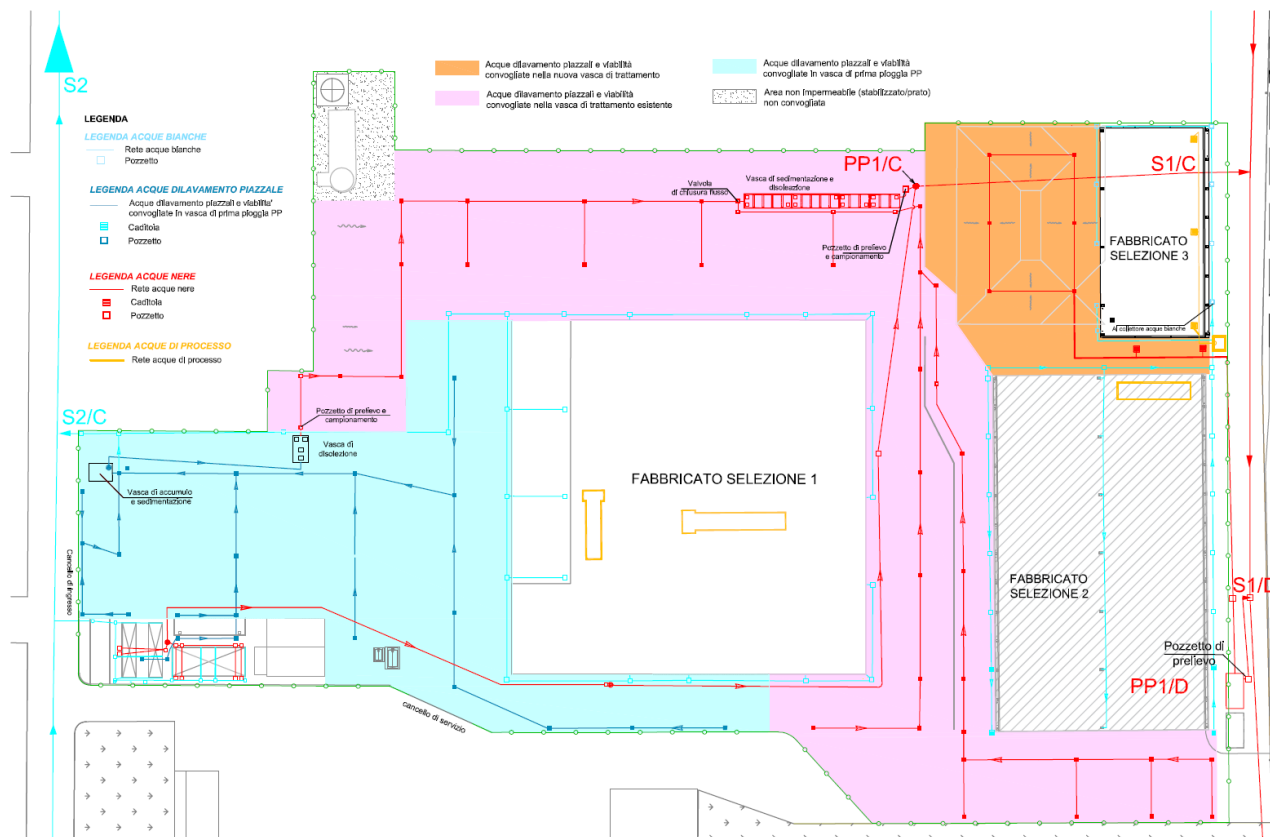 S2
Acque dilavamento piazzali e viabilità
convogliate nella nuova vasca di trattamento
Acque dilavamento piazzali e viabilità
convogliate nella vasca di trattamento esistente
Acque dilavamento piazzali e viabilità
convogliate in vasca di prima pioggia PP
Area non impermeabile (stabilizzato/prato)
non convogliata
LEGENDA
LEGENDA ACQUE BIANCHE
Rete acque bianche
Pozzetto
LEGENDA ACQUE DILAVAMENTO PIAZZALE
Acque dilavamento piazzali e viabilita'
convogliate in vasca di prima pioggia PP
Caditoia
Pozzetto
LEGENDA ACQUE NERE
Rete acque nere
Caditoia
Pozzetto
LEGENDA ACQUE DI PROCESSO
Rete acque di processo
PP1/C
S1/C
Valvola
di chiusura flusso
Vasca di sedimentazione e
disoleazione
Pozzetto di prelievo
e campionamento
FABBRICATO
SELEZIONE 3
Al collettore acque bianche
S2/C
Pozzetto di prelievo e
campionamento
Vasca di
disoleazione
Vasca di accumulo
e sedimentazione
Cancello di ingresso
FABBRICATO SELEZIONE 1
FABBRICATO
SELEZIONE 2
S1/D
Pozzetto di
prelievo
PP1/D
cancello di servizio